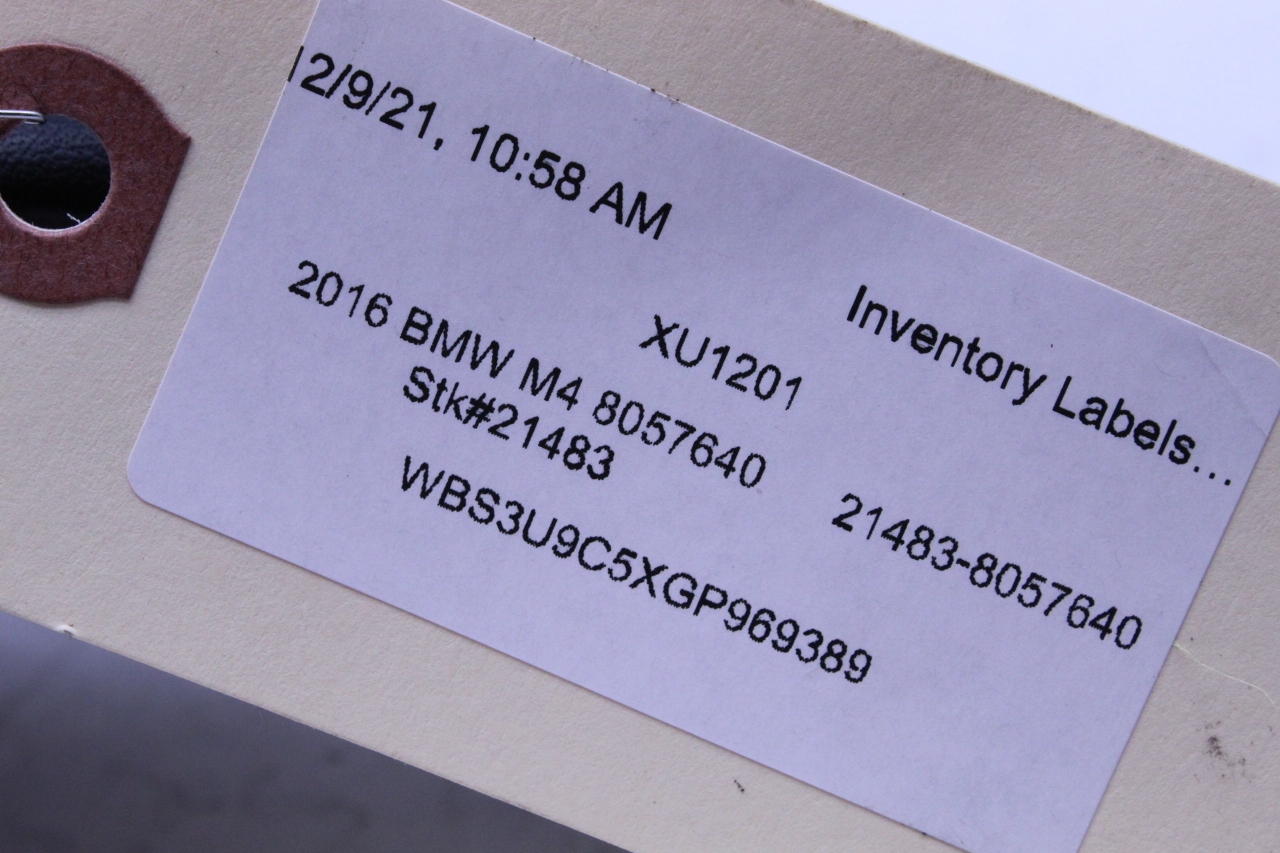 12/9/21, 10:58 AM
Inventory Labels...
XU1201
2016 BMW M4 8057640
Stk#21483
21483-8057640
WBS3U9C5XGP969389